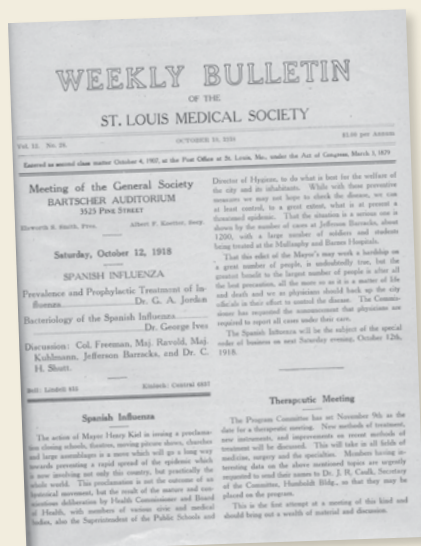 WEEKLY BULLETIN
OF THE
ST. LOUIS MEDICAL SOCIETY
Vol. 12. No. 28.
OCTOBER 10, 1918
$3.00 per Annum
Entered as second class matter October 4, 1907, at the Post Office at St. Louis, Mo., under the Act of Congress, March 3, 1879
Meeting of the General Society
BARTSCHER AUDITORIUM
3525 PINE STREET
Elsworth S. Smith, Pres.
Albert F. Koetter, Secy.
Saturday, October 12, 1918
SPANISH INFLUENZA
Prevalence and Prophylactic Treatment of In-
fluenza Dr. G. A. Jordan
Bacteriology of the Spanish Influenza
Dr. George Ives
Discussion: Col. Freeman, Maj. Ravold, Maj.
Kuhlmann, Jefferson Barracks, and Dr. C.
H. Shutt.
Bell: Lindell
Kinloch: Central
Spanish Influenza
The action of Mayor Henry Kiel in issuing a proclama-
tion closing schools, theatres, moving picture shows, churches
and large assemblages is a move which will go a long way
towards preventing a rapid spread of the epidemic which
is now involving not only this country, but practically the
whole world. This proclamation is not the outcome of an
hysterical movement, but the result of the mature and con-
scientious deliberation by Health Commissioner and Board
of Health, with members of various civic and medical
bodies, also the Superintendent of the Public Schools and
Director of Hygiene, to do what is best for the welfare of
the city and its inhabitants. While with these preventive
measures we may not hope to check the disease, we can
at least control, to a great extent, what is at present a
threatened epidemic. That the situation is a serious one is
shown by the number of cases at Jefferson Barracks, about
1200, with a large number of soldiers and students
being treated at the Mullanphy and Barnes Hospitals.
That this edict of the Mayor's may work a hardship on
a great number of people, is undoubtedly true, but the
greatest benefit to the largest number of people is after all
the best precaution, all the more so as it is a matter of life
and death and we as physicians should back up the city
officials in their effort to control the disease. The Commis-
sioner has requested the announcement that physicians are
required to report all cases under their care.
The Spanish Influenza will be the subject of the special
order of business on next Saturday evening, October 12th,
1918.
Therapeutic Meeting
The Program Committee has set November 9th as the
date for a therapeutic meeting. New methods of treatment,
new instruments, and improvements on recent methods of
treatment will be discussed. This will take in all fields of
medicine, surgery and the specialties. Members having in-
teresting data on the above mentioned topics are urgently
requested to send their names to Dr. J. R. Caulk, Secretary
of the Committee, Humboldt Bldg., so that they may be
placed on the program.
This is the first attempt at a meeting of this kind and
should bring out a wealth of material and discussion.